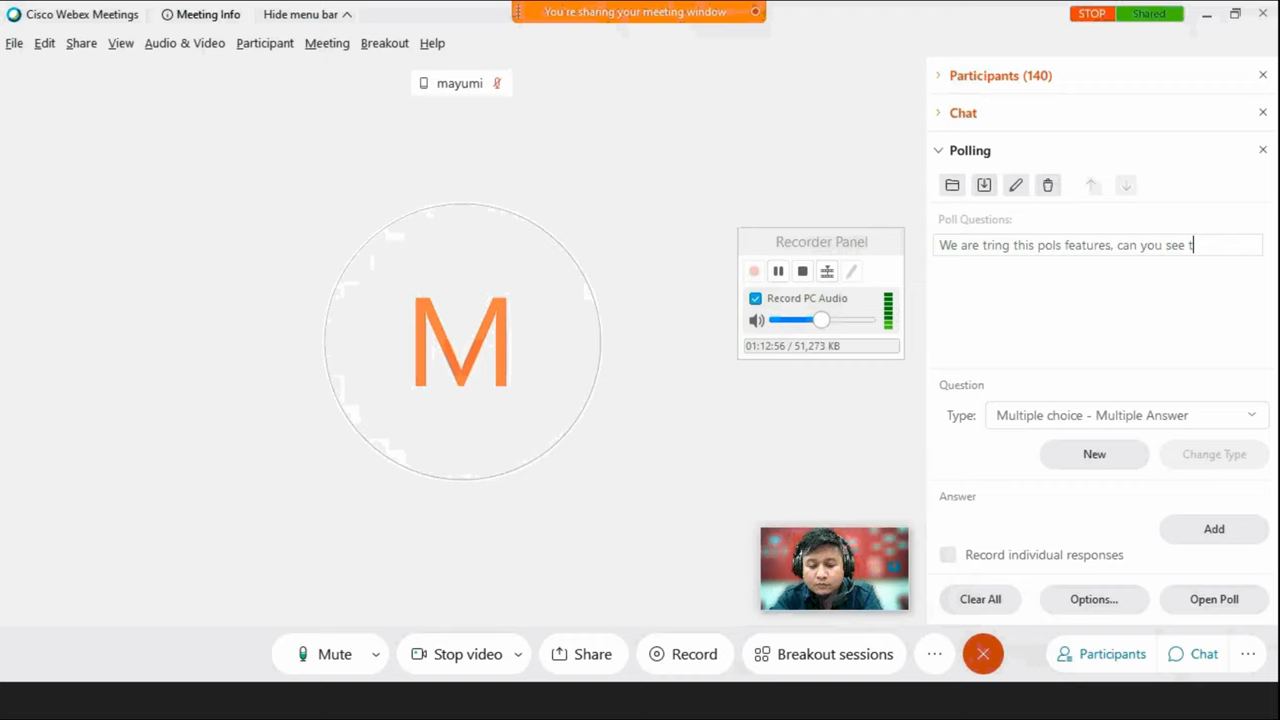 Cisco Webex Meetings
Meeting Info
Hide menu bar
You're sharing your meeting window
STOP
Shared
File Edit Share View Audio & Video Participant Meeting Breakout Help
mayumi
Participants (140)
Chat
Polling
Poll Questions:
We are tring this pols features, can you see t
M
Recorder Panel
Record PC Audio
01:12:56 / 51,273 KB
Question
Type: Multiple choice - Multiple Answer
New
Change Type
Answer
Add
Record individual responses
Clear All
Options...
Open Poll
Mute
Stop video
Share
Record
Breakout sessions
Participants
Chat